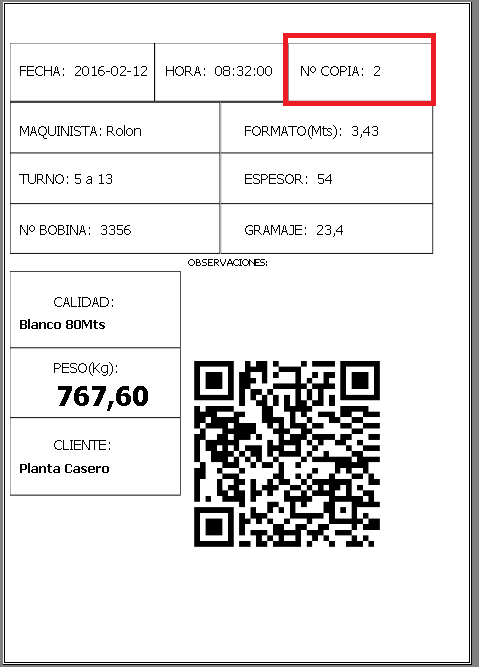 FECHA: 2016-02-12 HORA: 08:32:00 Nº COPIA: 2
MAQUINISTA: Rolon FORMATO(Mts): 3,43
TURNO: 5 a 13 ESPESOR: 54
Nº BOBINA: 3356 GRAMAJE: 23,4
OBSERVACIONES:
CALIDAD:
Blanco 80Mts
PESO(Kg):
767,60
CLIENTE:
Planta Casero